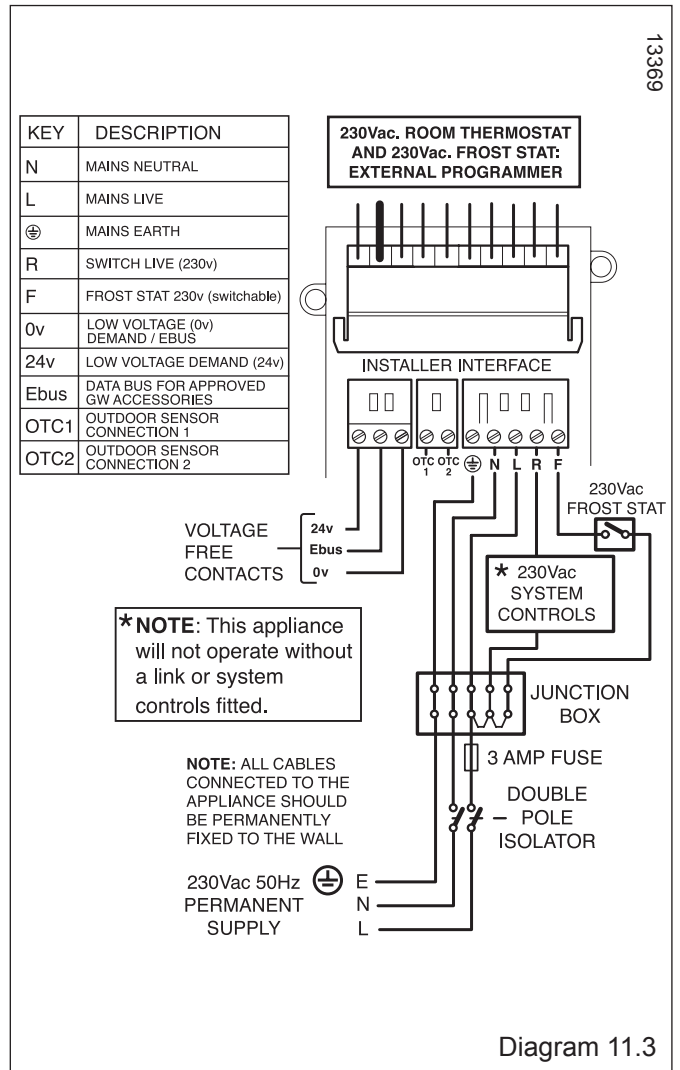 13369
KEY DESCRIPTION
N MAINS NEUTRAL
L MAINS LIVE
⏚ MAINS EARTH
R SWITCH LIVE (230v)
F FROST STAT 230v (switchable)
0v LOW VOLTAGE (0v)
DEMAND / EBUS
24v LOW VOLTAGE DEMAND (24v)
Ebus DATA BUS FOR APPROVED
GW ACCESSORIES
OTC1 OUTDOOR SENSOR
CONNECTION 1
OTC2 OUTDOOR SENSOR
CONNECTION 2
230Vac. ROOM THERMOSTAT
AND 230Vac. FROST STAT:
EXTERNAL PROGRAMMER
INSTALLER INTERFACE
OTC OTC
1 2
⏚ N L R F
230Vac
FROST STAT
VOLTAGE
FREE
CONTACTS
24v
Ebus
0v
* 230Vac
SYSTEM
CONTROLS
*NOTE: This appliance
will not operate without
a link or system
controls fitted.
JUNCTION
BOX
3 AMP FUSE
NOTE: ALL CABLES
CONNECTED TO THE
APPLIANCE SHOULD
BE PERMANENTLY
FIXED TO THE WALL
DOUBLE
POLE
ISOLATOR
230Vac 50Hz ⏚ E
PERMANENT N
SUPPLY L
Diagram 11.3